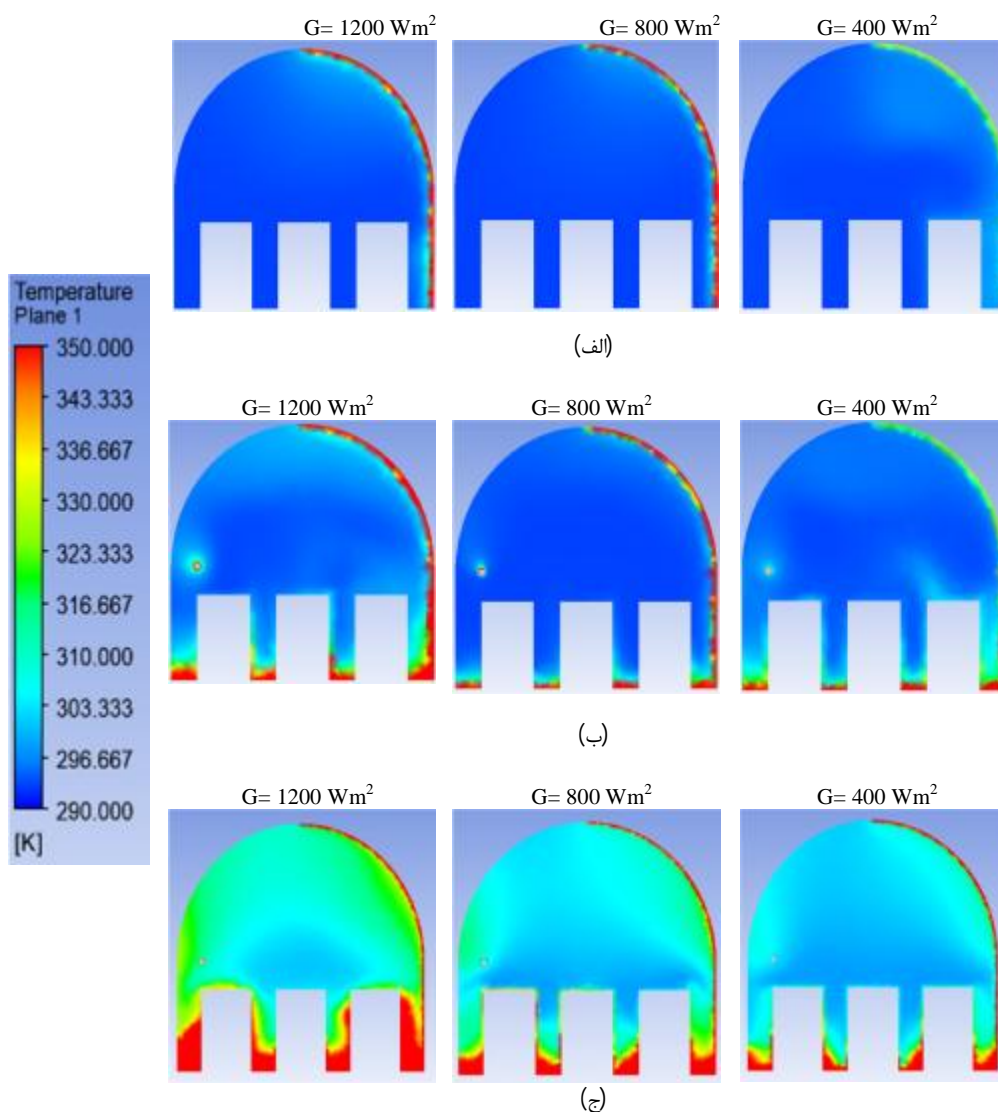 G= 1200 Wm²
G= 800 Wm²
G= 400 Wm²
(الف)
Temperature
Plane 1
350.000
343.333
336.667
330.000
323.333
316.667
310.000
303.333
296.667
290.000
[K]
G= 1200 Wm²
G= 800 Wm²
G= 400 Wm²
(ب)
G= 1200 Wm²
G= 800 Wm²
G= 400 Wm²
(ج)